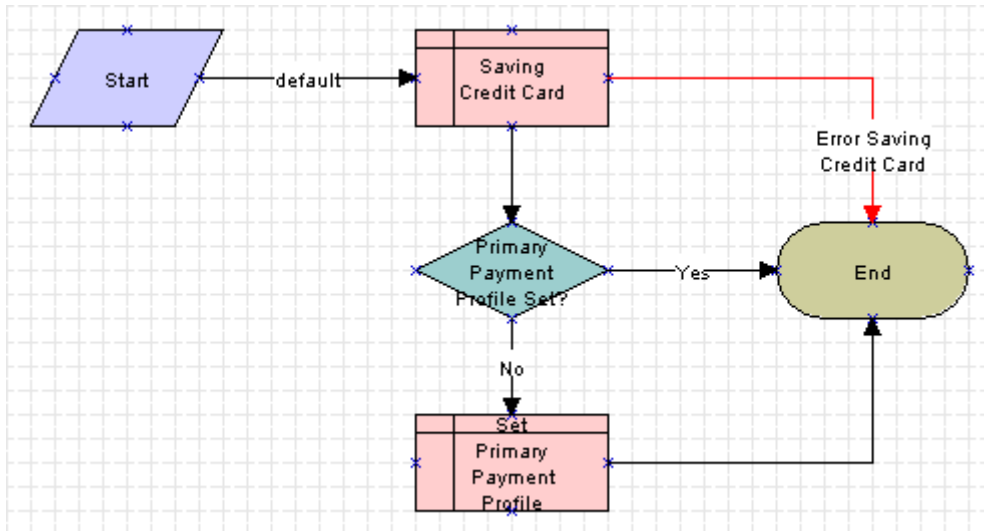 Start
default
Saving
Credit Card
Error Saving
Credit Card
Primary
Payment
Profile Set?
Yes
End
No
Set
Primary
Payment
Profile